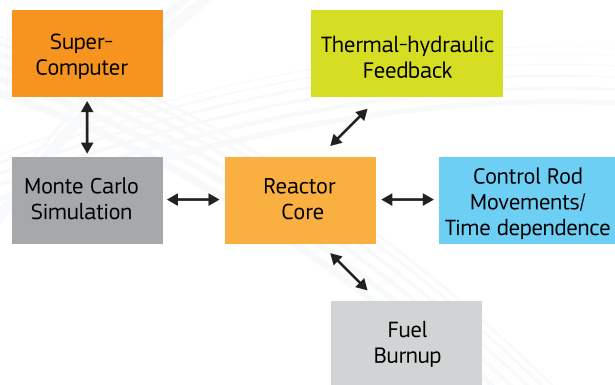 Super-
Computer
Thermal-hydraulic
Feedback
Monte Carlo
Simulation
Reactor
Core
Control Rod
Movements/
Time dependence
Fuel
Burnup